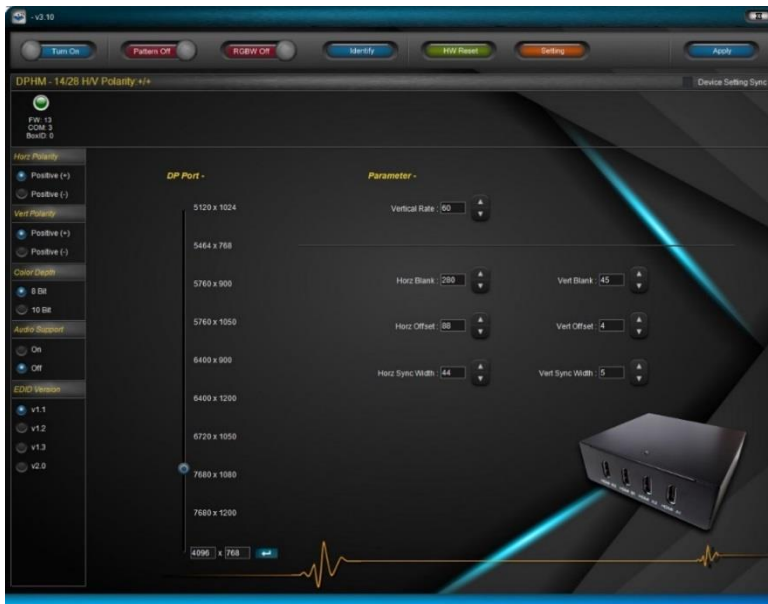 - v3.10
Turn On
Pattern Off
RGBW Off
Identify
HW Reset
Setting
Apply
DPHM - 14/28 H/V Polarity:+/+
Device Setting Sync
FW: 13
COM: 3
BoxID: 0
Horz Polarity
Positive (+)
Positive (-)
Vert Polarity
Positive (+)
Positive (-)
Color Depth
8 Bit
10 Bit
Audio Support
On
Off
EDID Version
v1.1
v1.2
v1.3
v2.0
DP Port -
5120 x 1024
5464 x 768
5760 x 900
5760 x 1050
6400 x 900
6400 x 1200
6720 x 1050
7680 x 1080
7680 x 1200
4096 x 768
Parameter -
Vertical Rate : 60
Horz Blank : 280
Vert Blank : 45
Horz Offset : 88
Vert Offset : 4
Horz Sync Width : 44
Vert Sync Width : 5